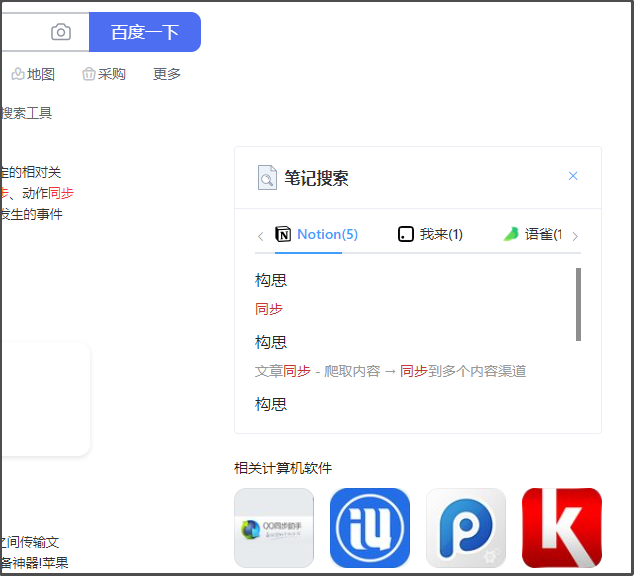 百度一下
地图
采购
更多
搜索工具
定的相对关
步、动作同步
发生的事件
笔记搜索
Notion(5)
我来(1)
语雀(1
构思
同步
构思
文章同步 - 爬取内容 → 同步到多个内容渠道
构思
相关计算机软件
QQ同步助手
之间传输文
备神器!苹果